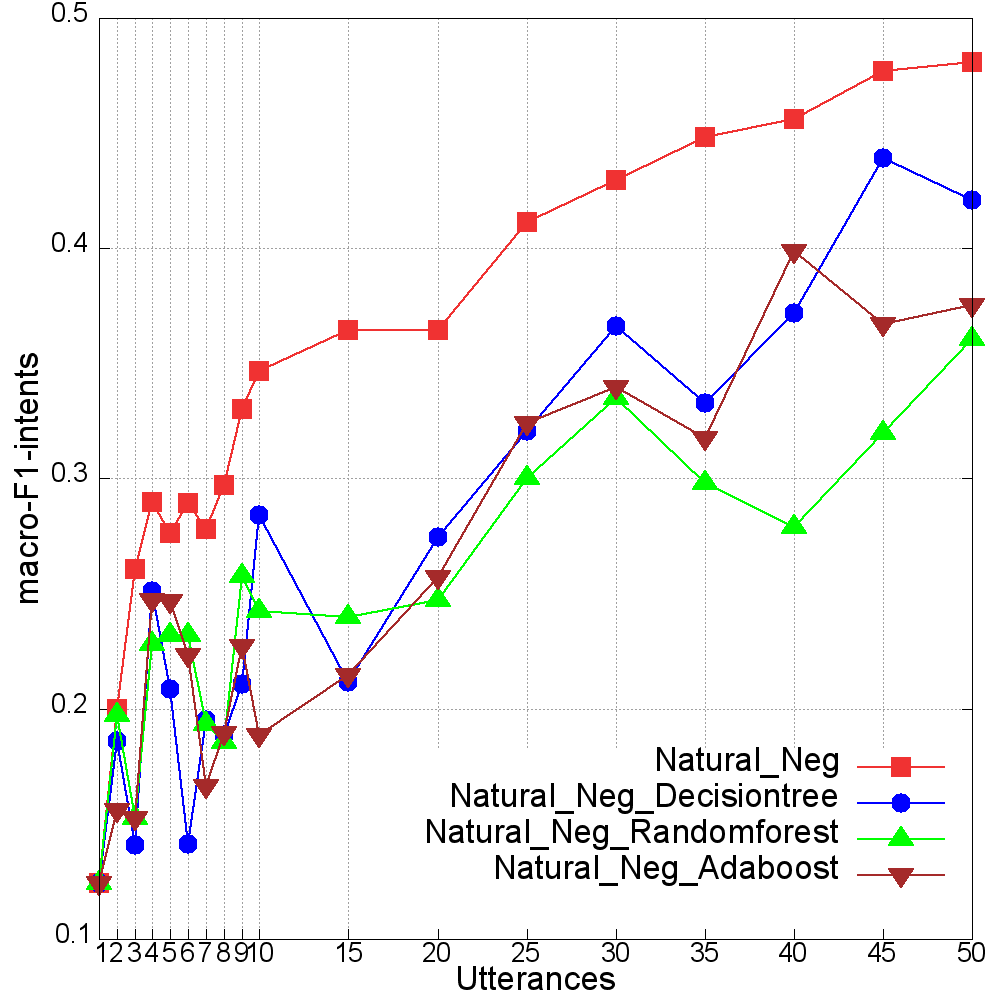 0.5
0.4
0.3
0.2
0.1
macro-F1-intents
Natural_Neg
Natural_Neg_Decisiontree
Natural_Neg_Randomforest
Natural_Neg_Adaboost
1 2 3 4 5 6 7 8 9 10 15 20 25 30 35 40 45 50
Utterances